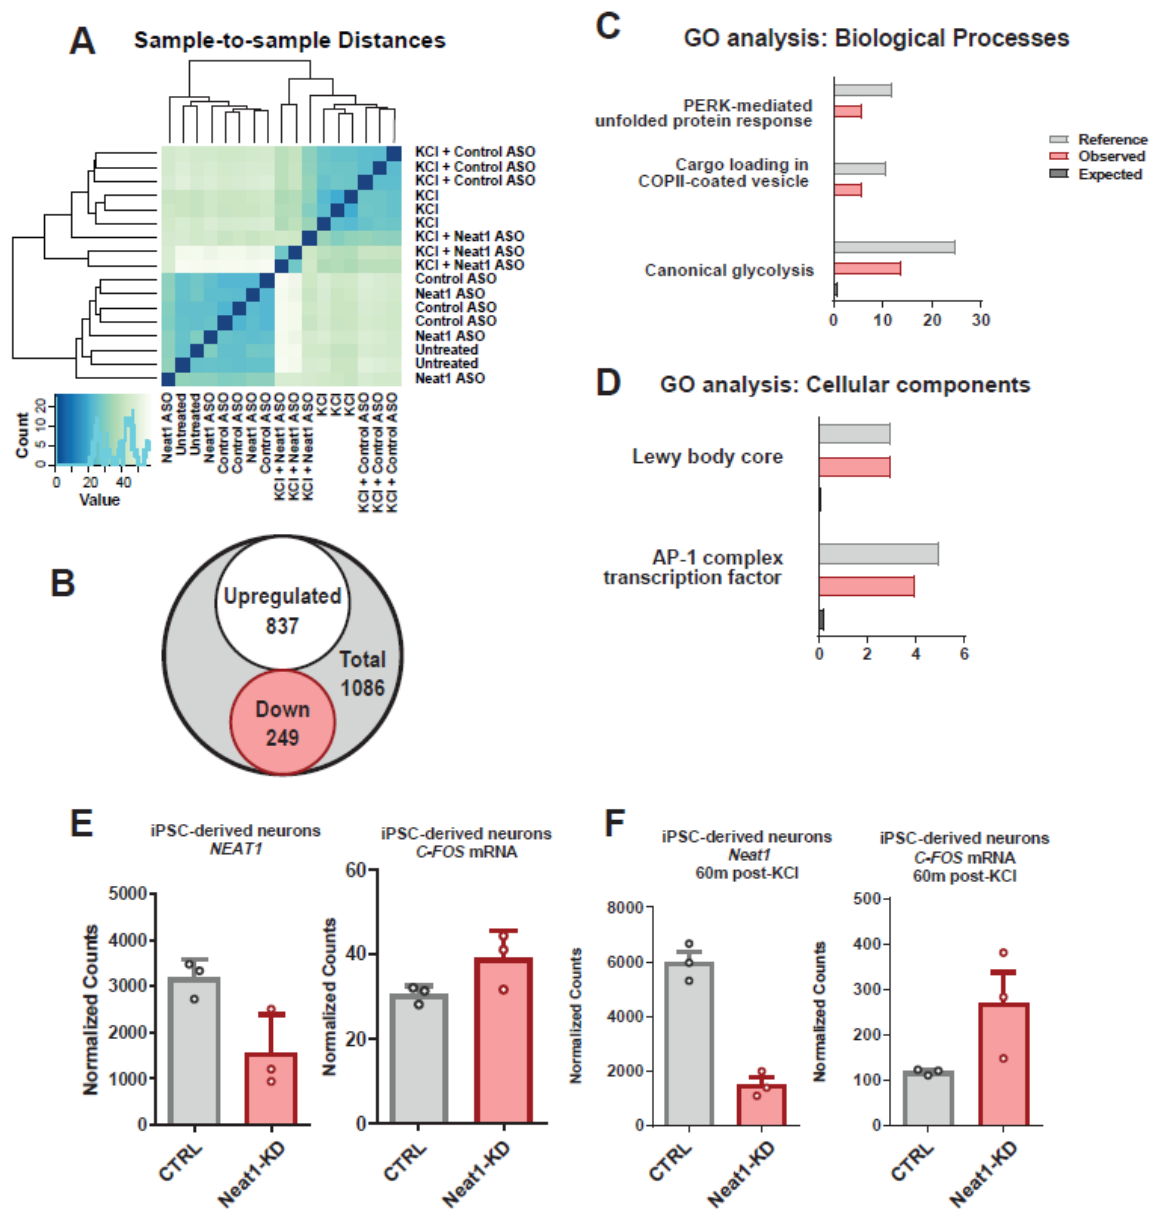 A
Sample-to-sample Distances
KCl + Control ASO
KCl + Control ASO
KCl + Control ASO
KCl
KCl
KCl
KCl + Neat1 ASO
KCl + Neat1 ASO
KCl + Neat1 ASO
Control ASO
Neat1 ASO
Control ASO
Control ASO
Neat1 ASO
Untreated
Untreated
Neat1 ASO
Neat1 ASO
Untreated
Untreated
Neat1 ASO
Control ASO
Control ASO
Neat1 ASO
Control ASO
KCl + Neat1 ASO
KCl + Neat1 ASO
KCl + Neat1 ASO
KCl
KCl
KCl
KCl + Control ASO
KCl + Control ASO
KCl + Control ASO
Count
0 5 10 20
0 20 40
Value
B
Upregulated
837
Total
1086
Down
249
C
GO analysis: Biological Processes
PERK-mediated
unfolded protein response
Cargo loading in
COPII-coated vesicle
Canonical glycolysis
0 10 20 30
Reference
Observed
Expected
D
GO analysis: Cellular components
Lewy body core
AP-1 complex
transcription factor
0 2 4 6
E
iPSC-derived neurons
NEAT1
Normalized Counts
5000
4000
3000
2000
1000
0
CTRL
Neat1-KD
iPSC-derived neurons
C-FOS mRNA
Normalized Counts
60
40
20
0
CTRL
Neat1-KD
F
iPSC-derived neurons
Neat1
60m post-KCl
Normalized Counts
8000
6000
4000
2000
0
CTRL
Neat1-KD
iPSC-derived neurons
C-FOS mRNA
60m post-KCl
Normalized Counts
500
400
300
200
100
0
CTRL
Neat1-KD